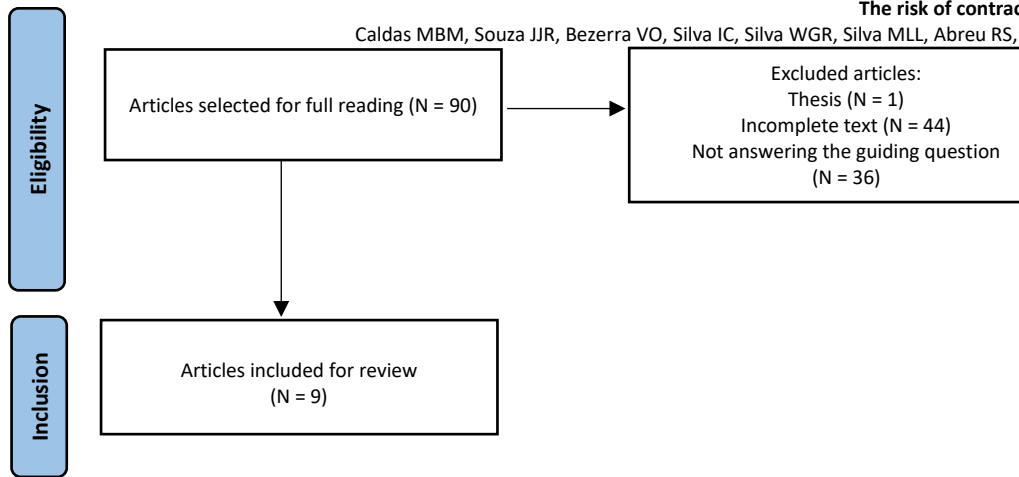 The risk of contrac
Caldas MBM, Souza JJR, Bezerra VO, Silva IC, Silva WGR, Silva MLL, Abreu RS,
Eligibility
Articles selected for full reading (N = 90)
Excluded articles:
Thesis (N = 1)
Incomplete text (N = 44)
Not answering the guiding question
(N = 36)
Inclusion
Articles included for review
(N = 9)